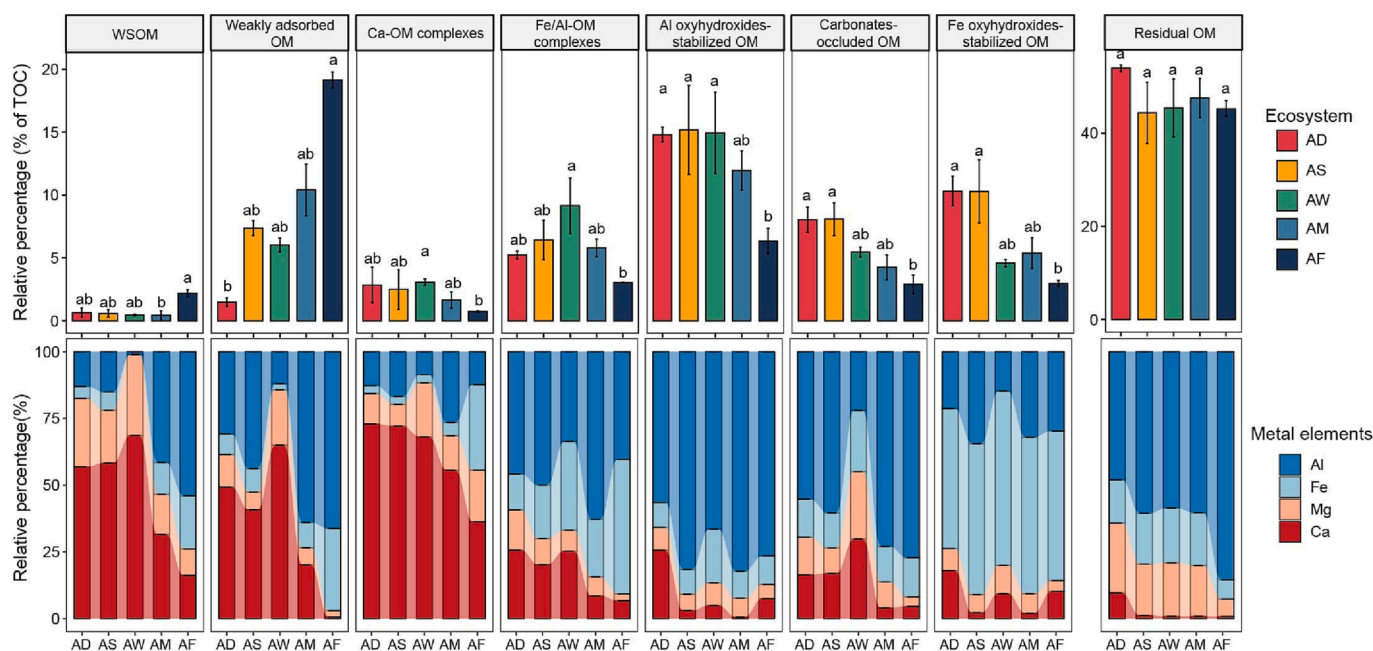 WSOM
Weakly adsorbed
OM
Ca-OM complexes
Fe/Al-OM
complexes
Al oxyhydroxides-
stabilized OM
Carbonates-
occluded OM
Fe oxyhydroxides-
stabilized OM
Residual OM
Relative percentage (% of TOC)
20
15
10
5
0
ab ab ab b a
b ab ab ab a
ab ab a ab b
ab ab a ab b
a a a ab b
a a ab ab b
a a ab ab b
40
20
0
a a a a a
Ecosystem
AD
AS
AW
AM
AF
Relative percentage(%)
100
75
50
25
0
AD AS AW AM AF
AD AS AW AM AF
AD AS AW AM AF
AD AS AW AM AF
AD AS AW AM AF
AD AS AW AM AF
AD AS AW AM AF
AD AS AW AM AF
Metal elements
Al
Fe
Mg
Ca